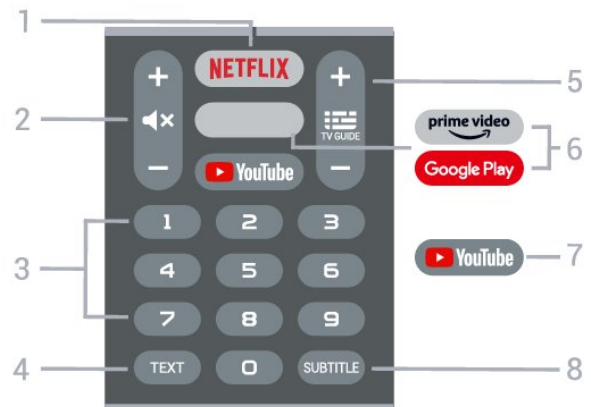 1
NETFLIX
+ +
5
2
TV GUIDE
prime video
6
- -
YouTube
Google Play
1 2 3
3
4 5 6
YouTube
7
7 8 9
4
TEXT 0 SUBTITLE
8